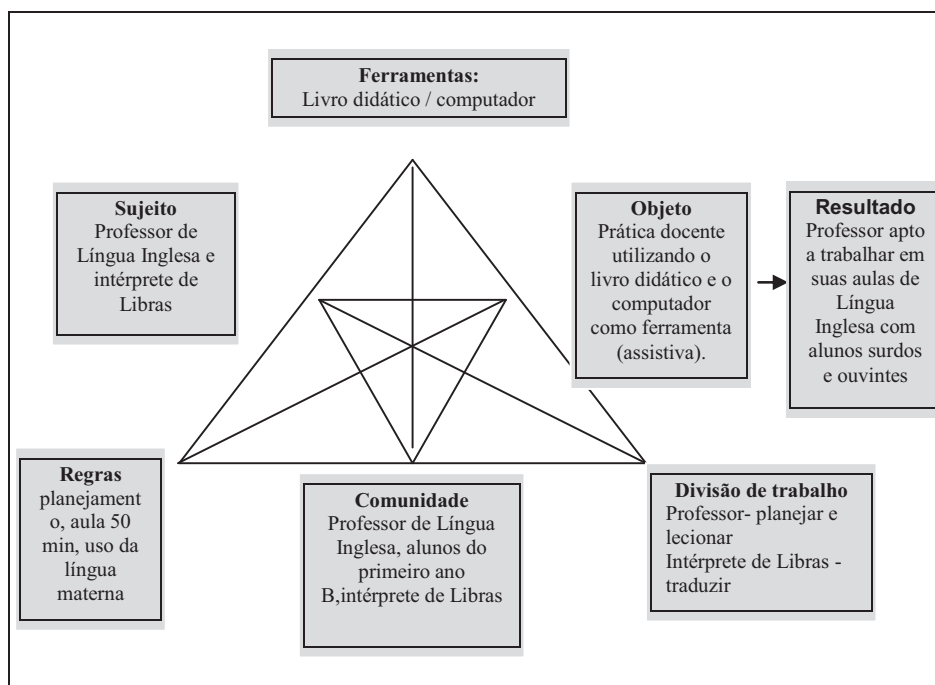 Ferramentas:
Livro didático / computador
Sujeito
Professor de
Língua Inglesa e
intérprete de
Libras
Objeto
Prática docente
utilizando o
livro didático e o
computador
como ferramenta
(assistiva).
Resultado
Professor apto
a trabalhar em
suas aulas de
Língua
Inglesa com
alunos surdos
e ouvintes
Regras
planejament
o, aula 50
min, uso da
língua
materna
Comunidade
Professor de Língua
Inglesa, alunos do
primeiro ano
B,intérprete de Libras
Divisão de trabalho
Professor- planejar e
lecionar
Intérprete de Libras -
traduzir